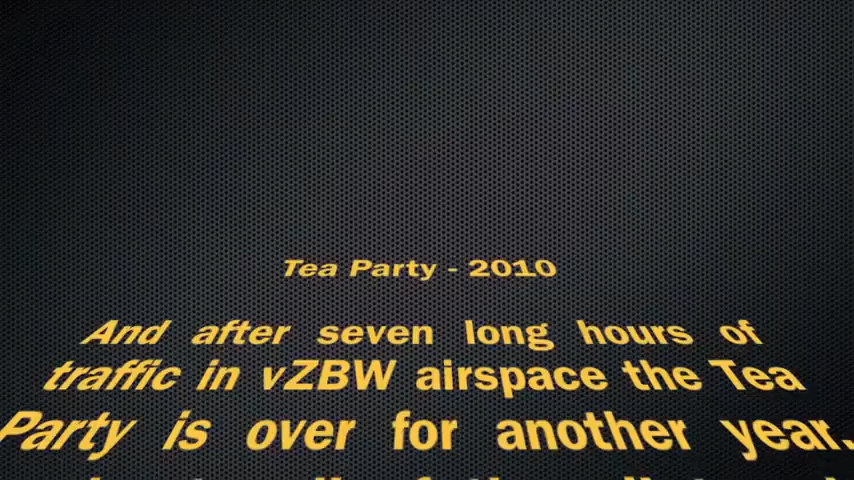 Tea Party - 2010
And after seven long hours of
traffic in vZBW airspace the Tea
Party is over for another year.